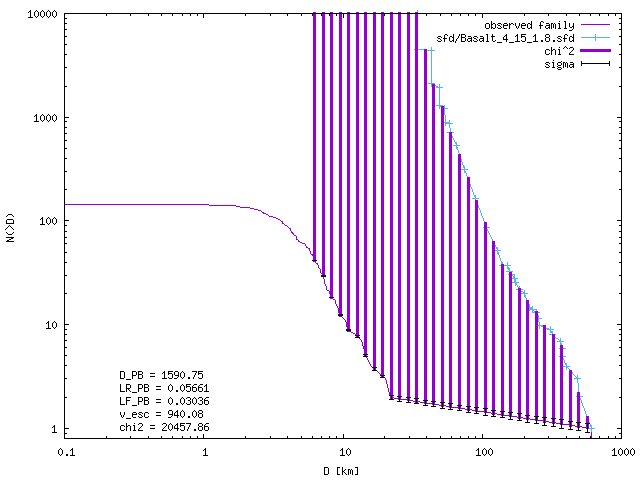 10000
1000
100
10
1
N(>D)
observed family
sfd/Basalt_4_15_1.8.sfd
chi^2
sigma
D_PB = 1590.75
LR_PB = 0.05661
LF_PB = 0.03036
v_esc = 940.08
chi2 = 20457.86
0.1 1 10 100 1000
D [km]